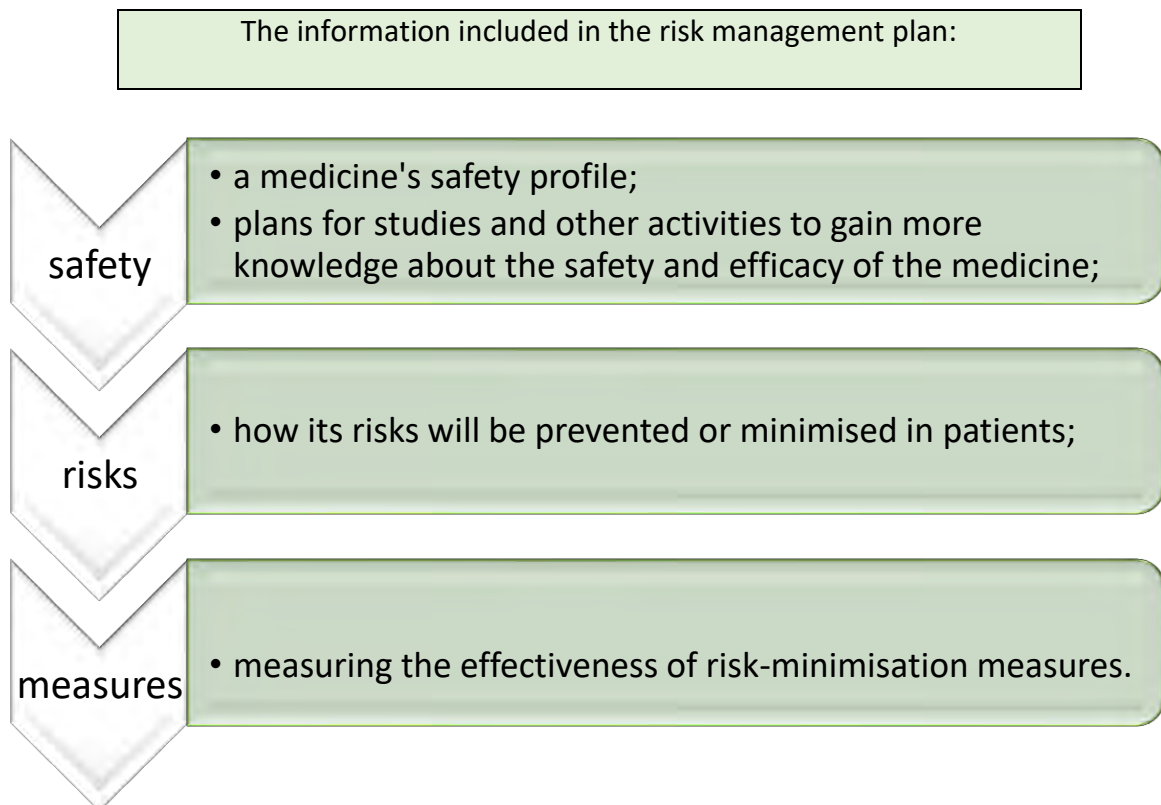 The information included in the risk management plan:
safety
• a medicine's safety profile;
• plans for studies and other activities to gain more
knowledge about the safety and efficacy of the medicine;
risks
• how its risks will be prevented or minimised in patients;
measures
• measuring the effectiveness of risk-minimisation measures.